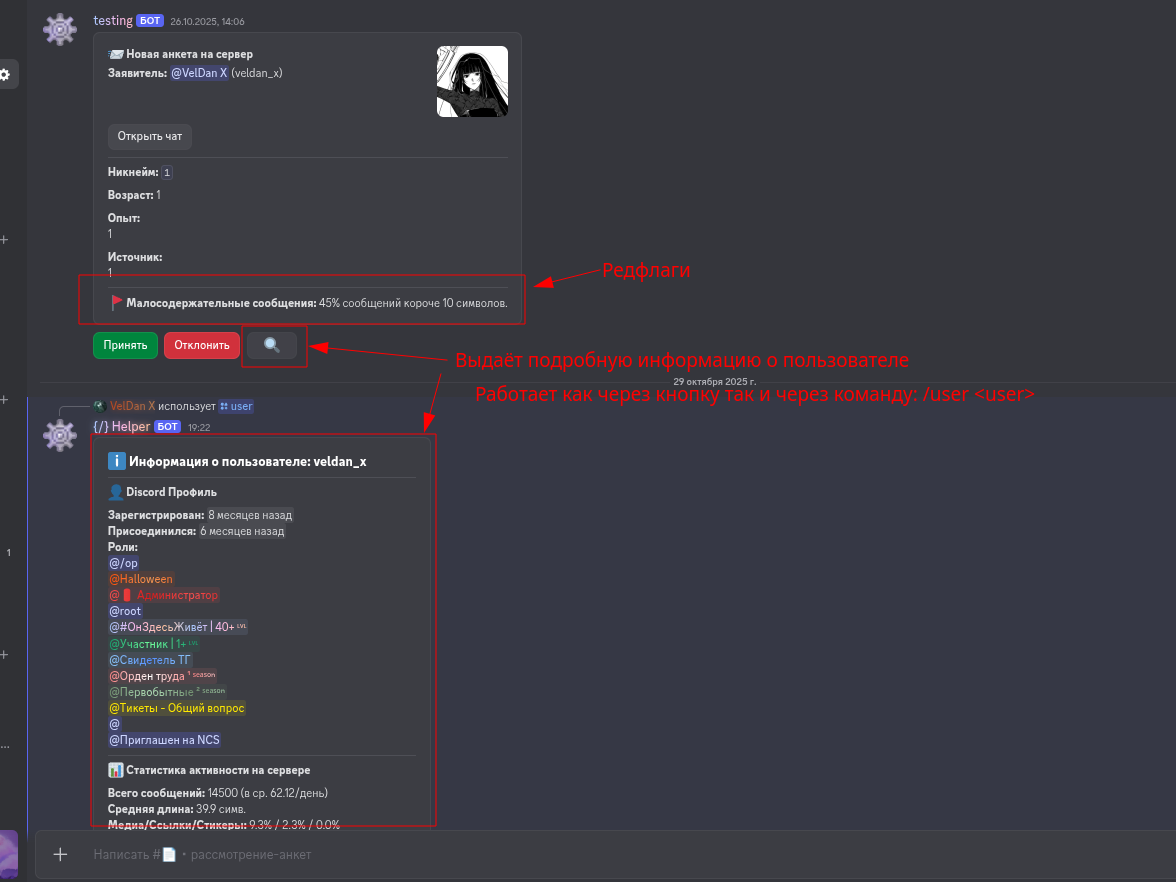 testing БОТ 26.10.2025, 14:06
Новая анкета на сервер
Заявитель: @VelDan X (veldan_x)
Открыть чат
Никнейм: 1
Возраст: 1
Опыт:
1
Источник:
1
Редфлаги
Малосодержательные сообщения: 45% сообщений короче 10 символов.
Принять Отклонить
Выдаёт подробную информацию о пользователе
29 октября 2025 г.
Работает как через кнопку так и через команду: /user <user>
VelDan X использует user
{/} Helper БОТ 19:22
Информация о пользователе: veldan_x
Discord Профиль
Зарегистрирован: 8 месяцев назад
Присоединился: 6 месяцев назад
Роли:
@/op
@Halloween
@ Администратор
@root
@#ОнЗдесьЖивёт | 40+ ᴸⱽᴸ
@Участник | 1+ ᴸⱽᴸ
@Свидетель ТГ
@Орден труда ¹ season
@Первобытные ² season
@Тикеты - Общий вопрос
@
@Приглашен на NCS
1
Статистика активности на сервере
Всего сообщений: 14500 (в ср. 62.12/день)
Средняя длина: 39.9 симв.
Медиа/Ссылки/Стикеры: 9.3% / 2.3% / 0.0%
Написать #📄・рассмотрение-анкет